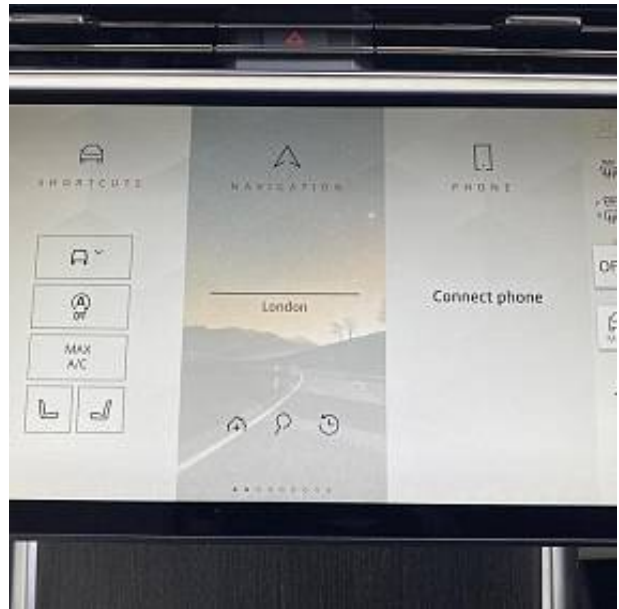 SHORTCUTS
NAVIGATION
PHONE
A
OFF
MAX
A/C
London
Connect phone